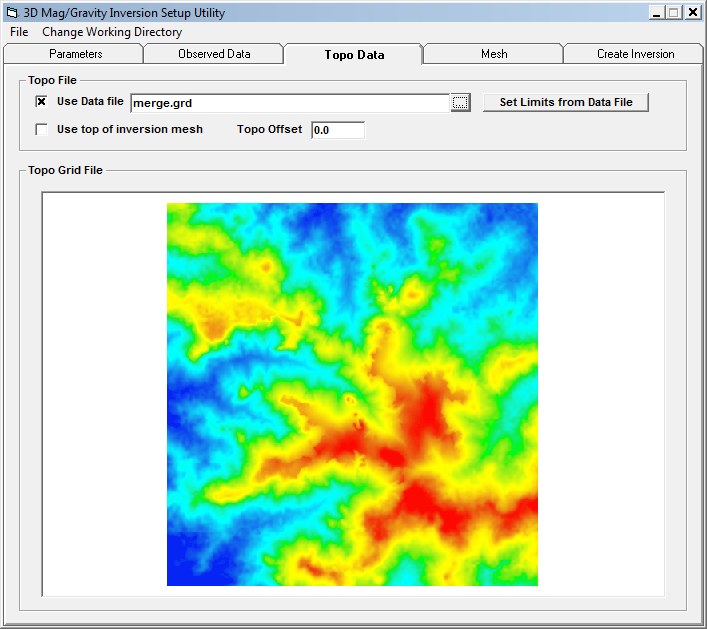 3D Mag/Gravity Inversion Setup Utility
File Change Working Directory
Parameters Observed Data Topo Data Mesh Create Inversion
Topo File
Use Data file merge.grd ... Set Limits from Data File
Use top of inversion mesh Topo Offset 0.0
Topo Grid File